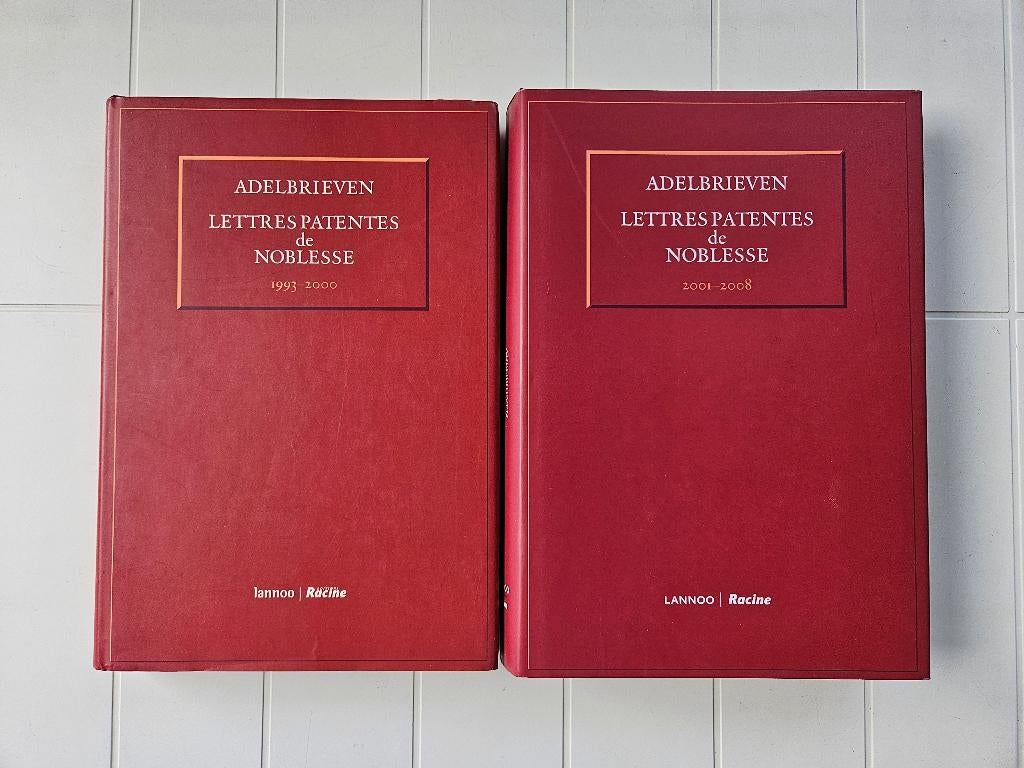 ADELBRIEVEN
LETTRES PATENTES
de
NOBLESSE
1993-2000
lannoo | Racine
ADELBRIEVEN
LETTRES PATENTES
de
NOBLESSE
2001-2008
LANNOO | Racine